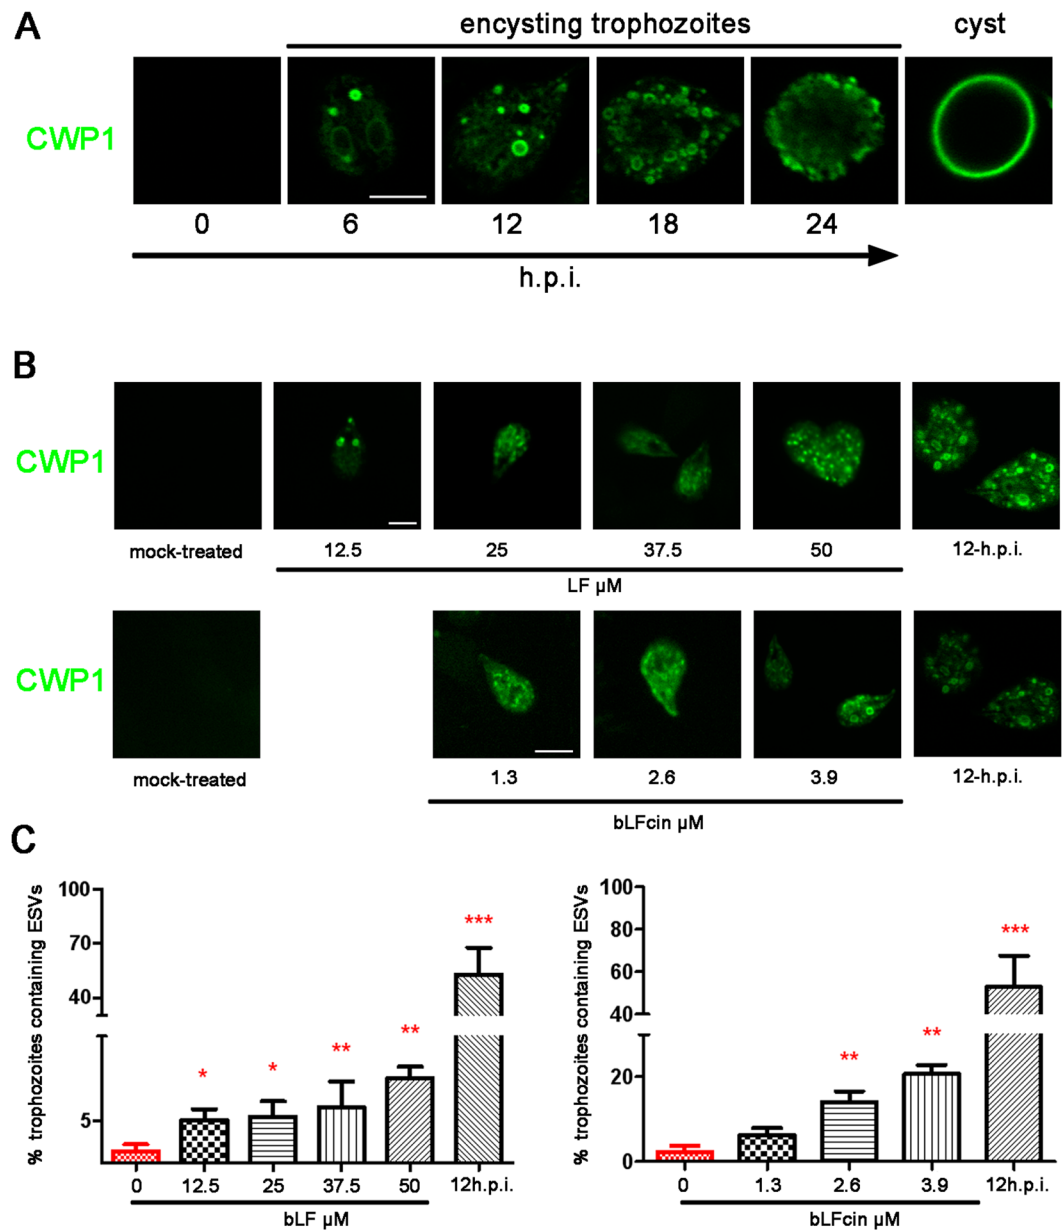 A
encysting trophozoites
cyst
CWP1
0 6 12 18 24
h.p.i.
B
CWP1
mock-treated 12.5 25 37.5 50 12-h.p.i.
LF µM
CWP1
mock-treated 1.3 2.6 3.9 12-h.p.i.
bLFcin µM
C
% trophozoites containing ESVs
100
70
40
5
* * ** ** ***
0 12.5 25 37.5 50 12h.p.i.
bLF µM
% trophozoites containing ESVs
100
80
60
40
20
0
** ** ***
0 1.3 2.6 3.9 12h.p.i.
bLFcin µM